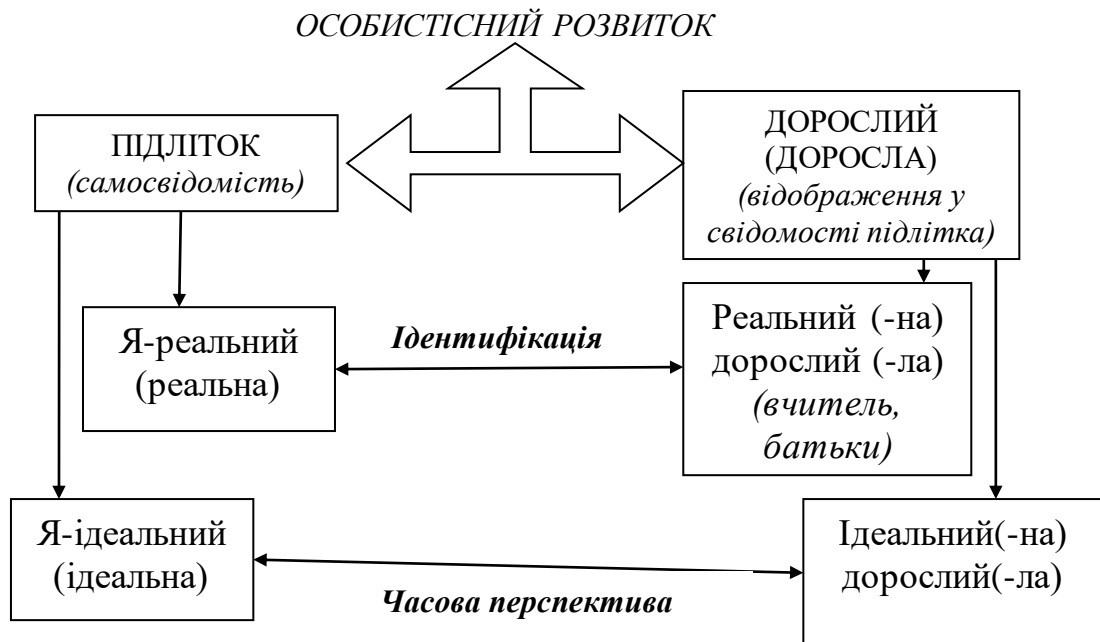 ОСОБИСТІСНИЙ РОЗВИТОК
ПІДЛІТОК
(самосвідомість)
ДОРОСЛИЙ
(ДОРОСЛА)
(відображення у
свідомості підлітка)
Я-реальний
(реальна)
Ідентифікація
Реальний (-на)
дорослий (-ла)
(вчитель,
батьки)
Я-ідеальний
(ідеальна)
Часова перспектива
Ідеальний(-на)
дорослий(-ла)